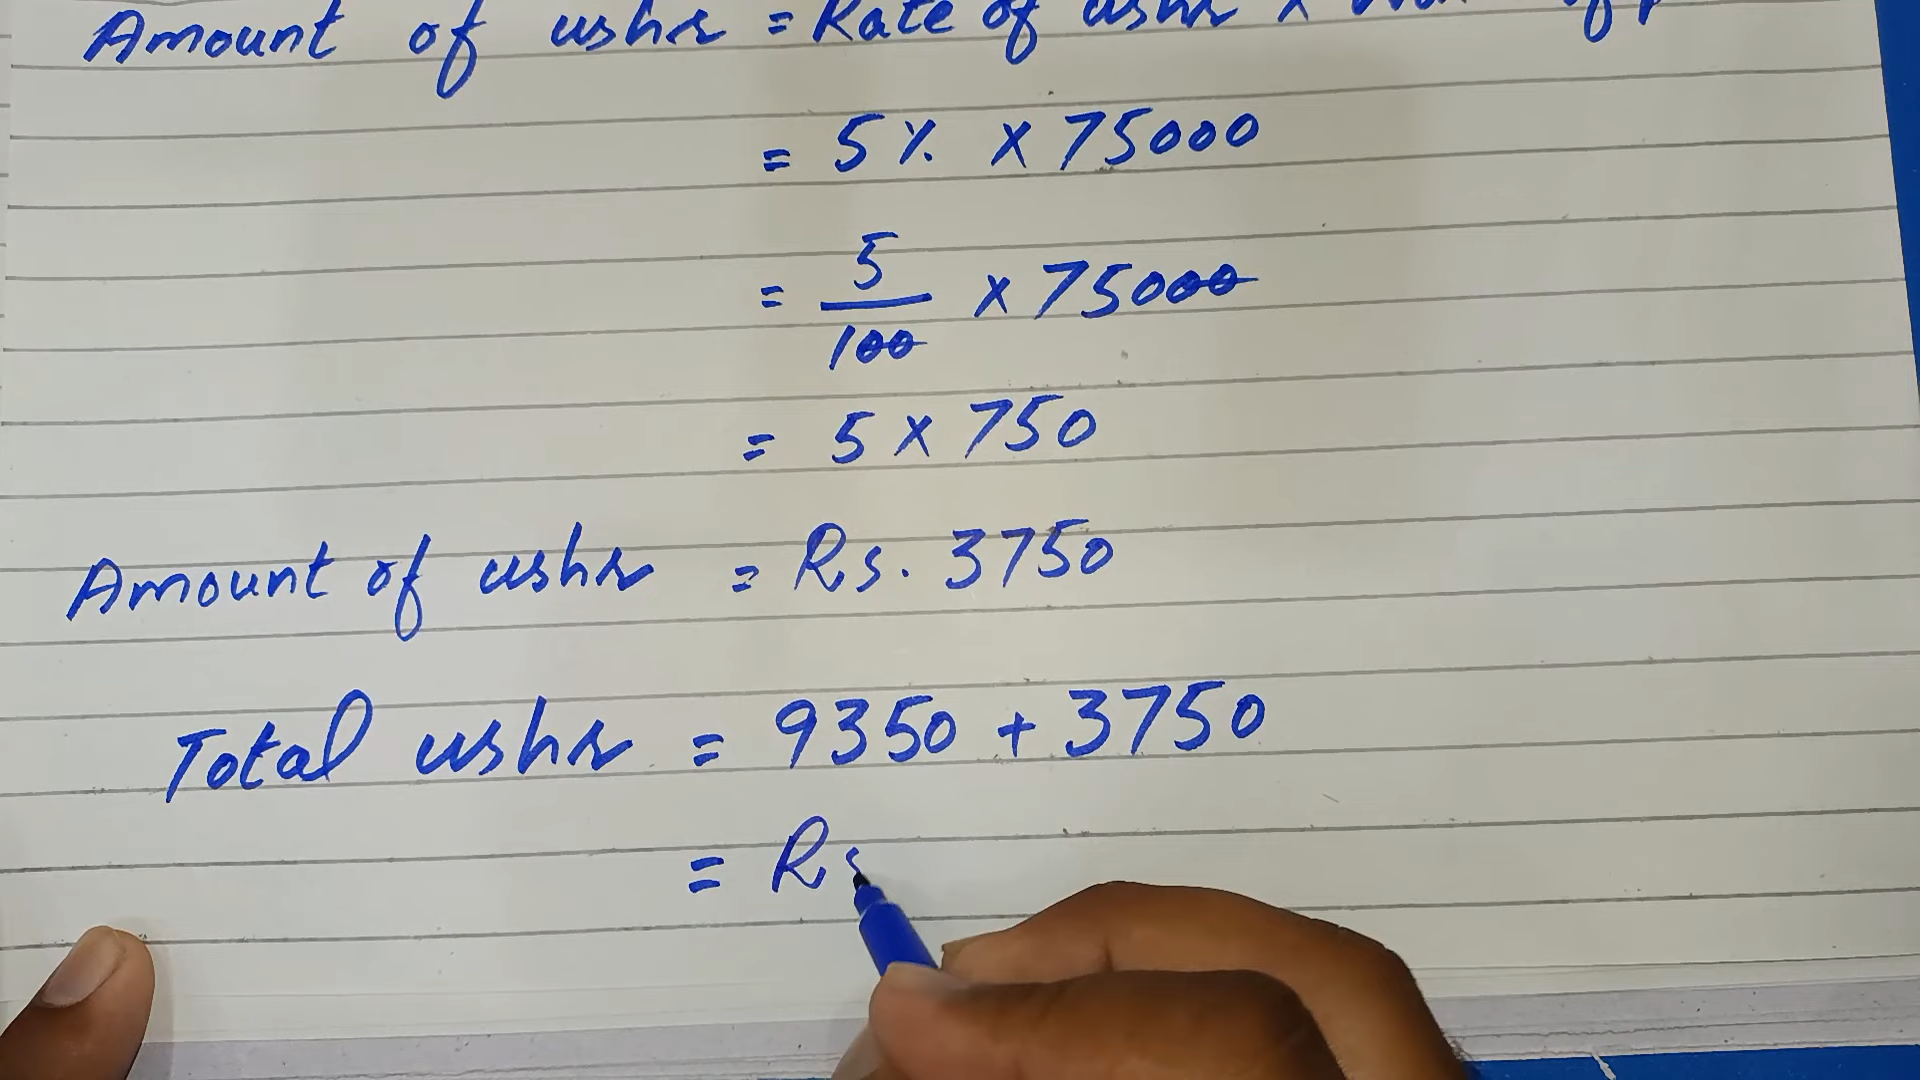 Amount of ushr = Rate of ushr ×
= 5% × 75000
= 5/100 × 75000
= 5 × 750
Amount of ushr = Rs. 3750
Total ushr = 9350 + 3750
= Rs